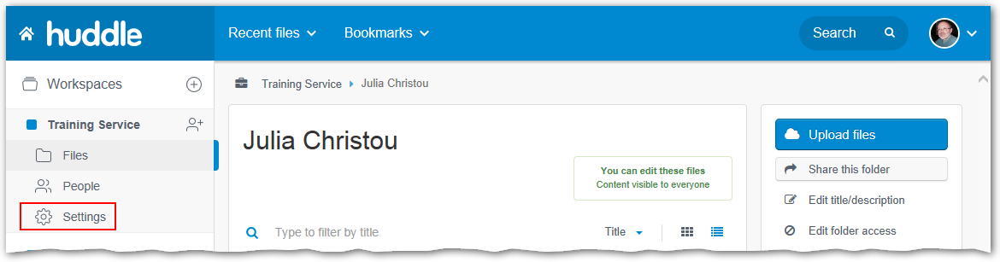 huddle
Recent files
Bookmarks
Search
Workspaces
Training Service
Files
People
Settings
Training Service Julia Christou
Julia Christou
You can edit these files
Content visible to everyone
Type to filter by title
Title
Upload files
Share this folder
Edit title/description
Edit folder access